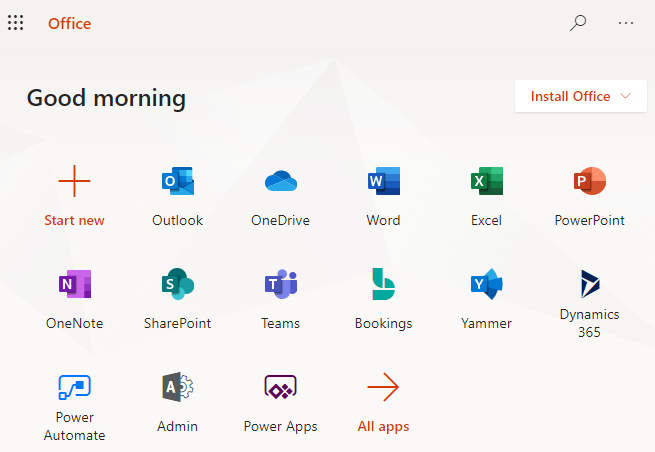 Office
Good morning
Install Office
Start new
Outlook
OneDrive
Word
Excel
PowerPoint
OneNote
SharePoint
Teams
Bookings
Yammer
Dynamics
365
Power
Automate
Admin
Power Apps
All apps